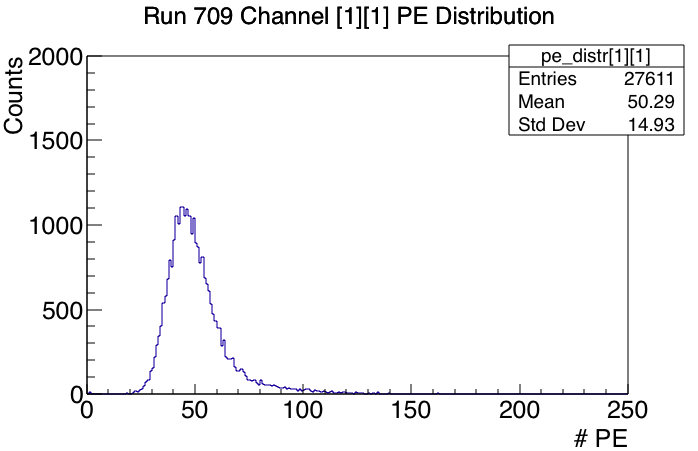 Run 709 Channel [1][1] PE Distribution
pe_distr[1][1]
Entries 27611
Mean 50.29
Std Dev 14.93
Counts
2000
1500
1000
500
0
0 50 100 150 200 250
# PE